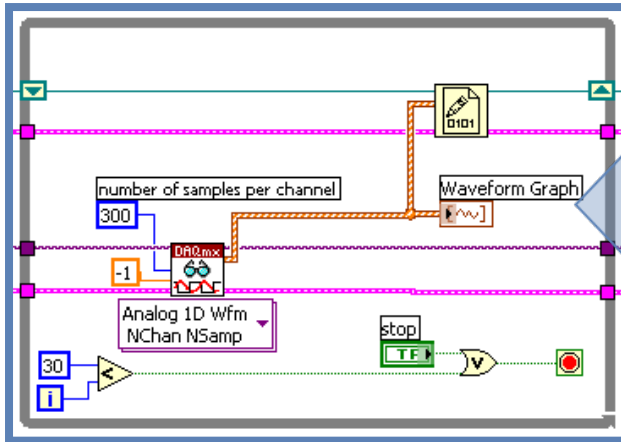 0101
number of samples per channel
Waveform Graph
300
DAQmx
-1
Analog 1D Wfm
NChan NSamp
stop
TF
30
<
V
i